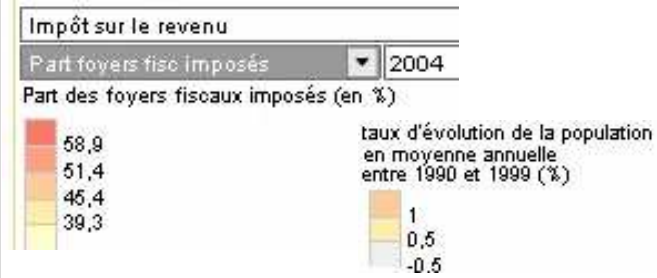 Impôt sur le revenu
Part foyers fisc imposés 2004
Part des foyers fiscaux imposés (en %)
58,9
51,4
45,4
39,3
taux d'évolution de la population
en moyenne annuelle
entre 1990 et 1999 (%)
1
0,5
-0,5